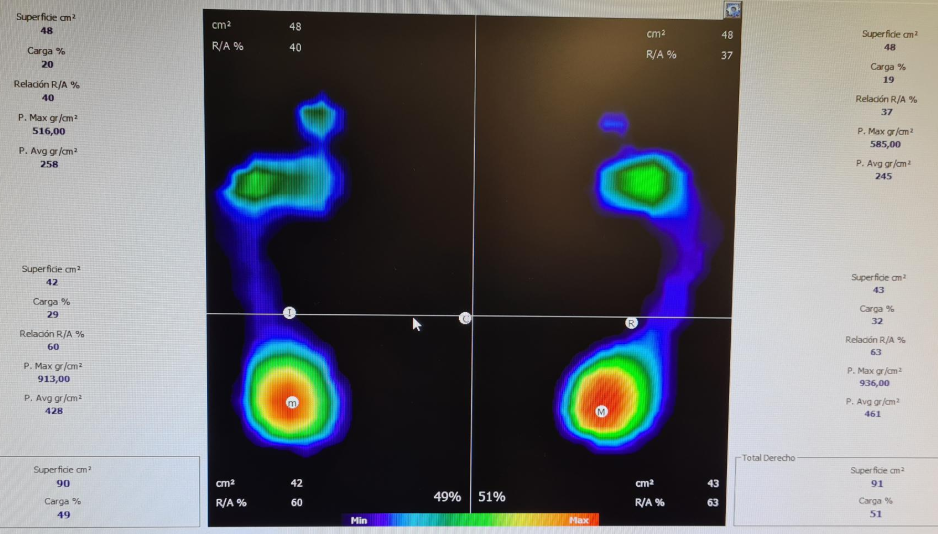 Superficie cm²
48
Carga %
20
Relación R/A %
40
P. Max gr/cm²
516,00
P. Avg gr/cm²
258
Superficie cm²
42
Carga %
29
Relación R/A %
60
P. Max gr/cm²
913,00
P. Avg gr/cm²
428
Superficie cm²
90
Carga %
49
cm² 48
R/A % 40
cm² 48
R/A % 37
I
C
R
m
M
cm² 42
R/A % 60
49% 51%
cm² 43
R/A % 63
Min Max
Superficie cm²
48
Carga %
19
Relación R/A %
37
P. Max gr/cm²
585,00
P. Avg gr/cm²
245
Superficie cm²
43
Carga %
32
Relación R/A %
63
P. Max gr/cm²
936,00
P. Avg gr/cm²
461
Total Derecho
Superficie cm²
91
Carga %
51